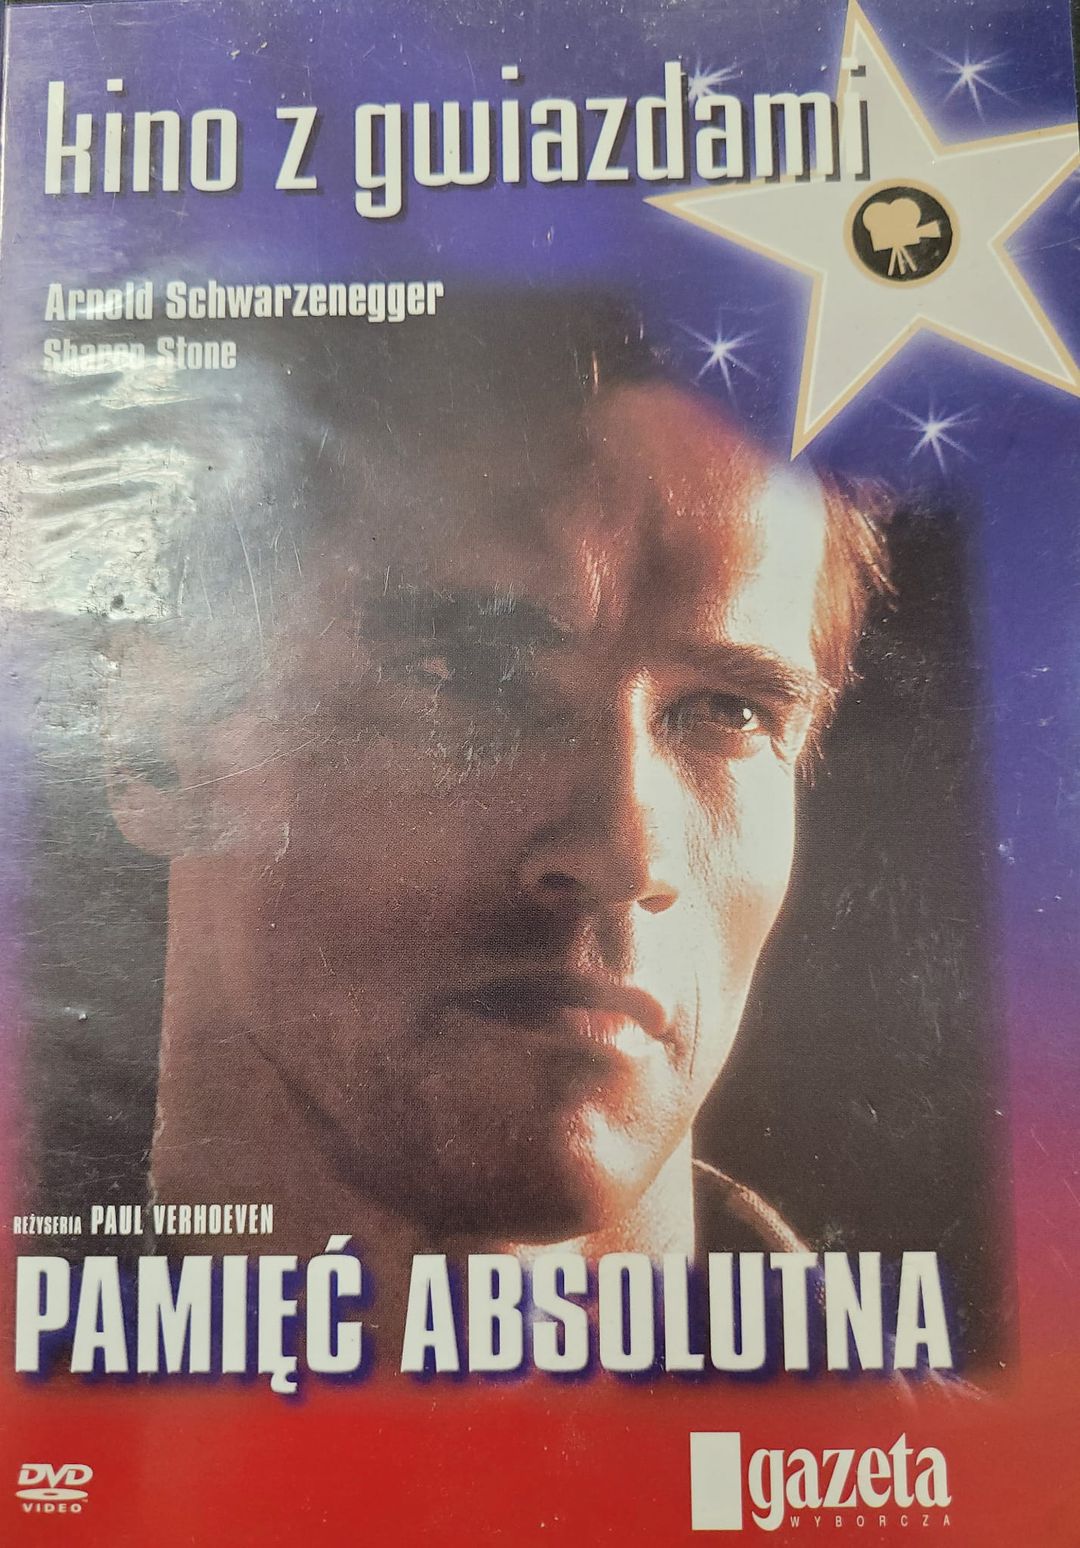 kino z gwiazdami
Arnold Schwarzenegger
Sharon Stone
REŻYSERIA PAUL VERHOEVEN
PAMIĘĆ ABSOLUTNA
DVD
VIDEO
gazeta
WYBORCZA